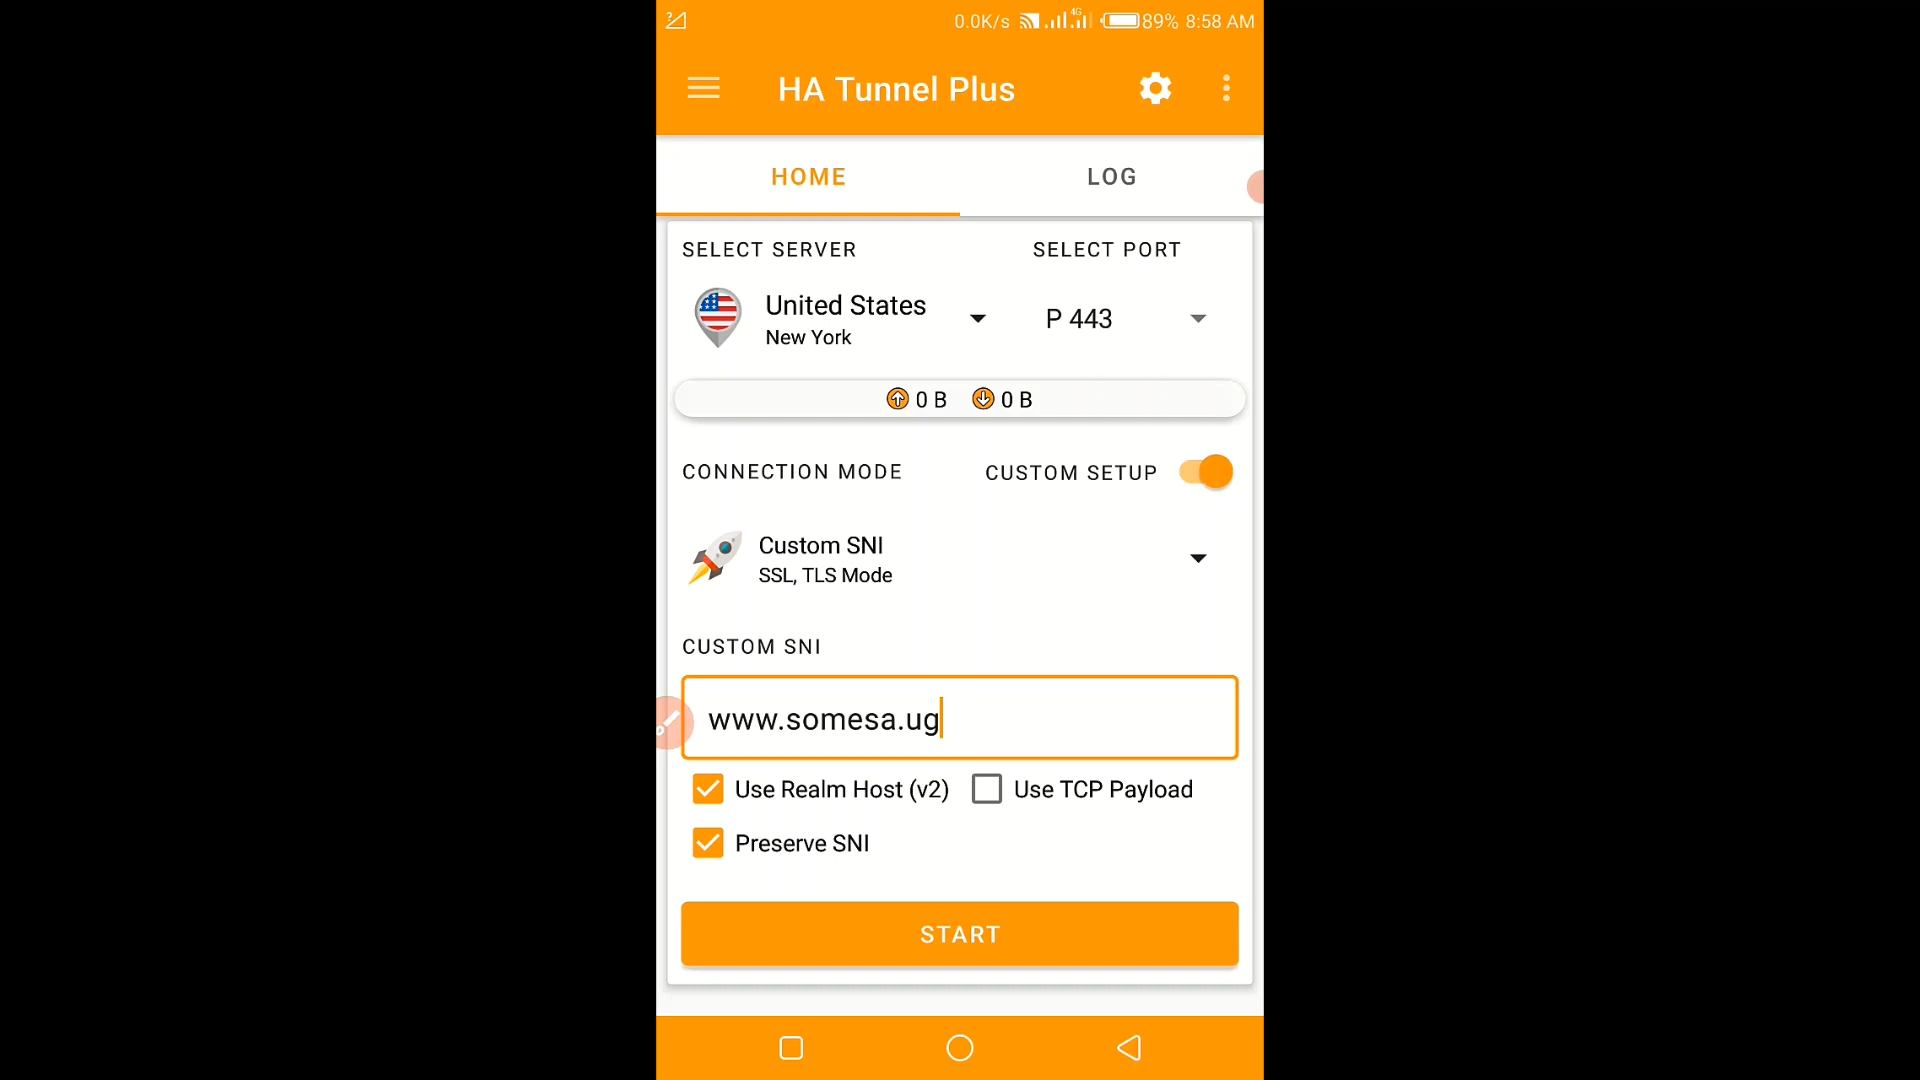 0.0K/s 4G 89% 8:58 AM
HA Tunnel Plus
HOME LOG
SELECT SERVER SELECT PORT
United States P 443
New York
0 B 0 B
CONNECTION MODE CUSTOM SETUP
Custom SNI
SSL, TLS Mode
CUSTOM SNI
www.somesa.ug
Use Realm Host (v2) Use TCP Payload
Preserve SNI
START